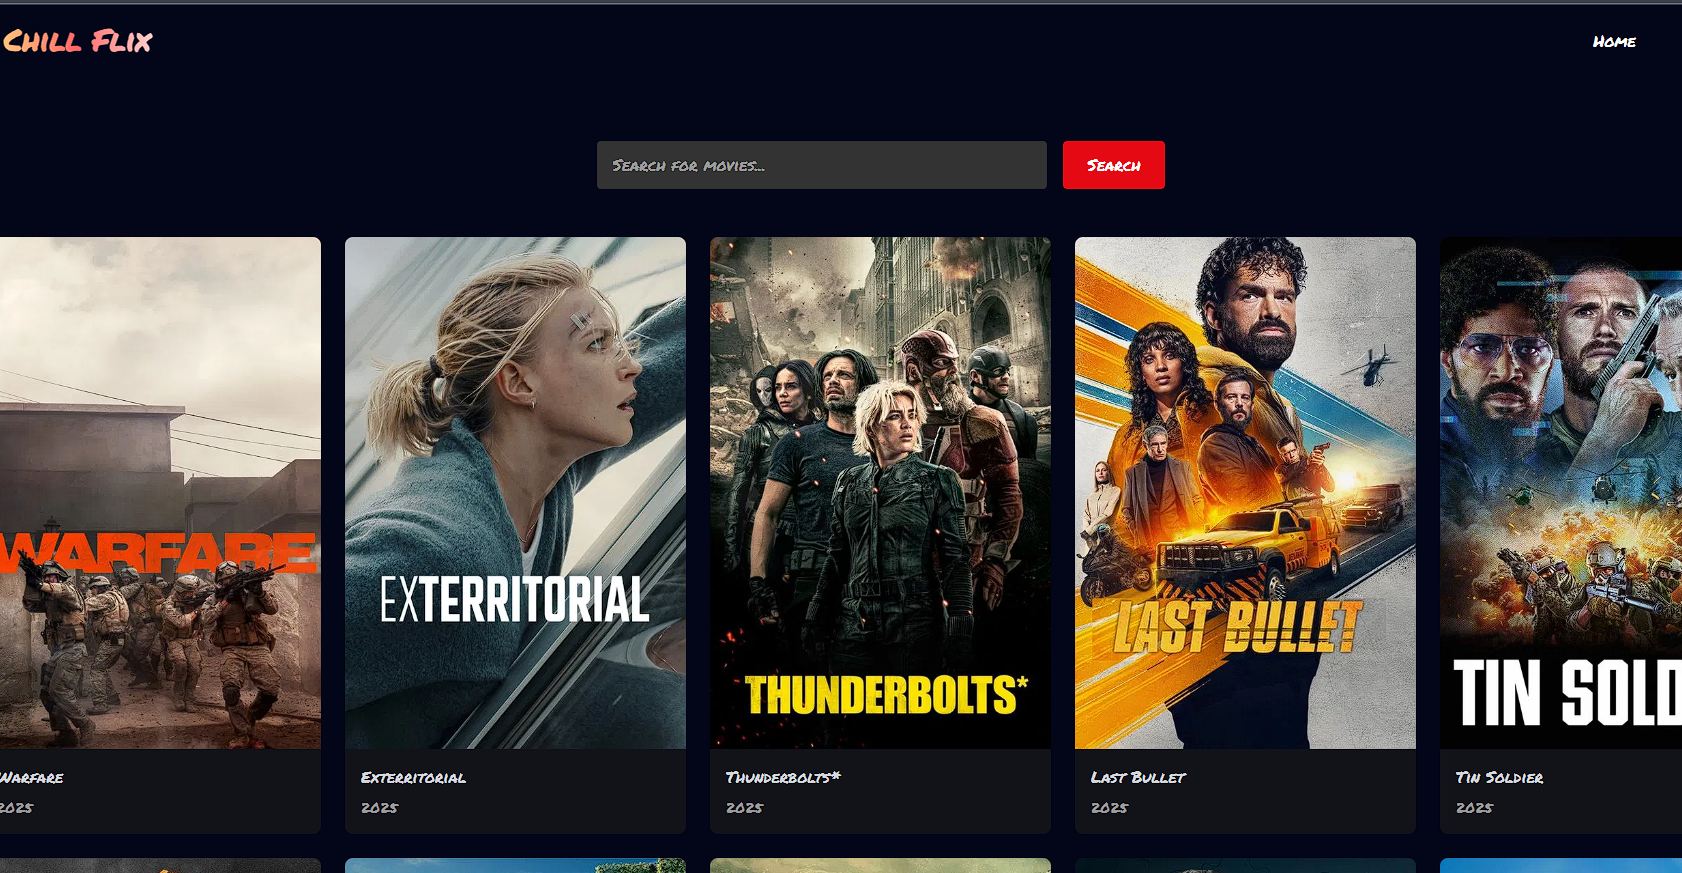 Chill Flix
Home
Search for movies...
Search
WARFARE
EXTERRITORIAL
THUNDERBOLTS*
LAST BULLET
TIN SOLD
Warfare
2025
Exterritorial
2025
Thunderbolts*
2025
Last Bullet
2025
Tin Soldier
2025